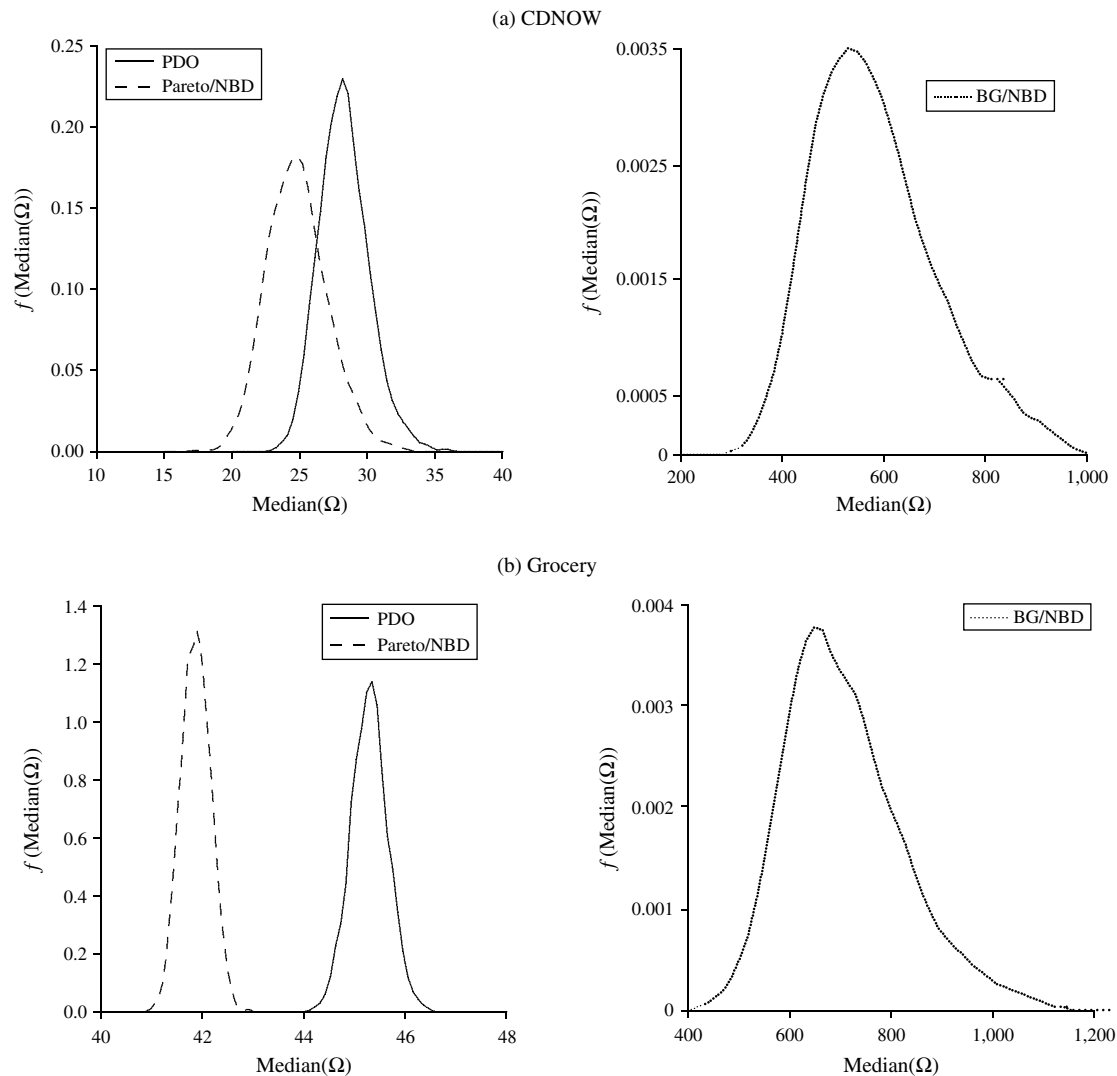 (a) CDNOW
0.25
0.20
0.15
0.10
0.05
0.00
f (Median(Ω))
PDO
Pareto/NBD
10 15 20 25 30 35 40
Median(Ω)
0.0035
0.0025
0.0015
0.0005
0
f (Median(Ω))
BG/NBD
200 400 600 800 1,000
Median(Ω)
(b) Grocery
1.4
1.2
1.0
0.8
0.6
0.4
0.2
0.0
f (Median(Ω))
PDO
Pareto/NBD
40 42 44 46 48
Median(Ω)
0.004
0.003
0.002
0.001
0
f (Median(Ω))
BG/NBD
400 600 800 1,000 1,200
Median(Ω)